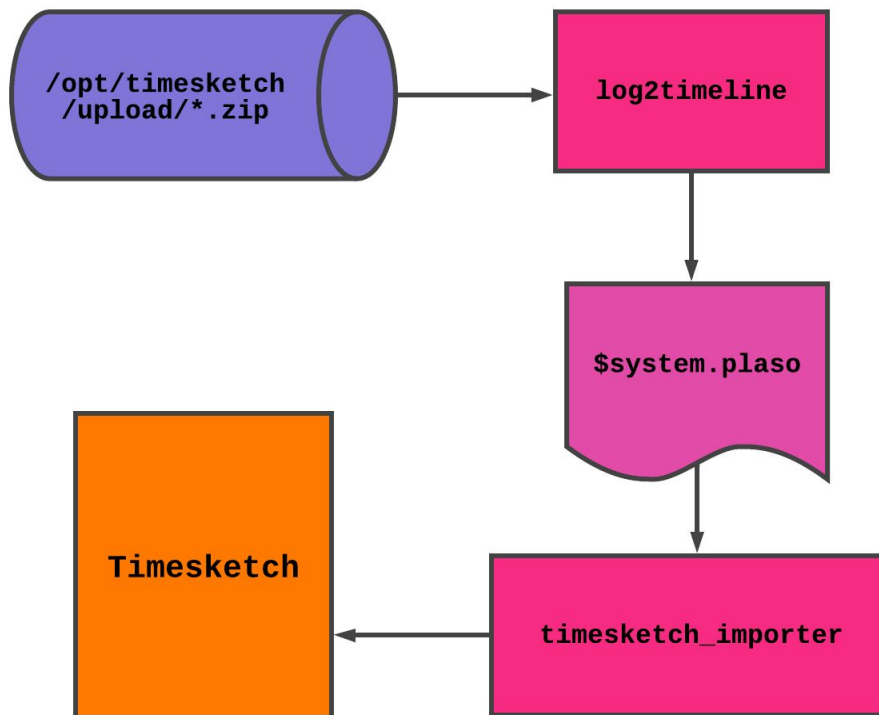 /opt/timesketch
/upload/*.zip
log2timeline
$system.plaso
Timesketch
timesketch_importer